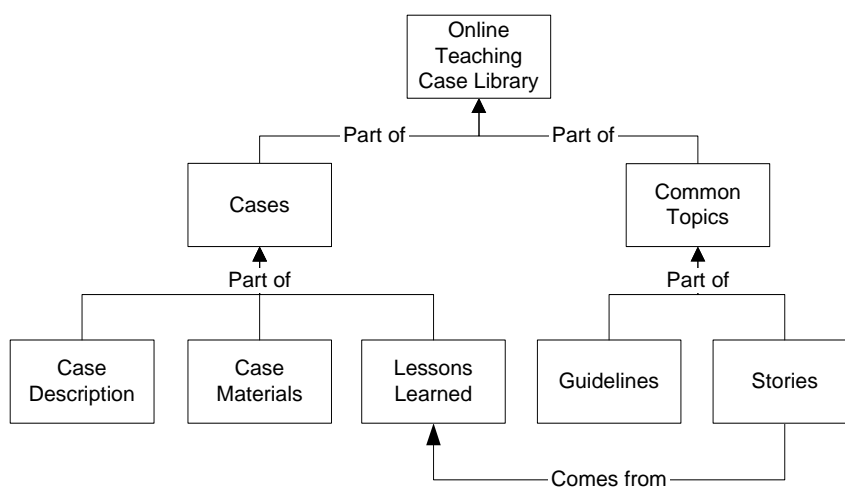 Online
Teaching
Case Library
Part of
Part of
Cases
Common
Topics
Part of
Part of
Case
Description
Case
Materials
Lessons
Learned
Guidelines
Stories
Comes from